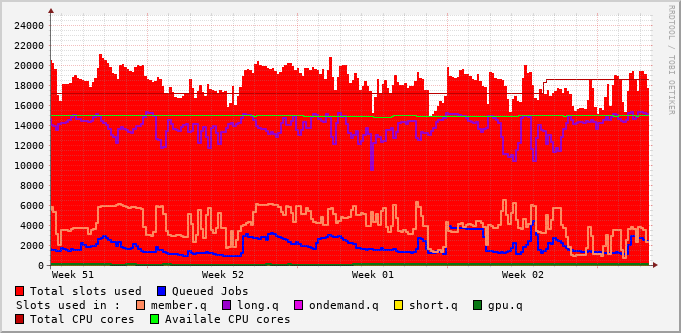 RRDTOOL / TOBI OETIKER
24000
22000
20000
18000
16000
14000
12000
10000
8000
6000
4000
2000
0
Week 51 Week 52 Week 01 Week 02
Total slots used Queued Jobs
Slots used in : member.q long.q ondemand.q short.q gpu.q
Total CPU cores Availale CPU cores